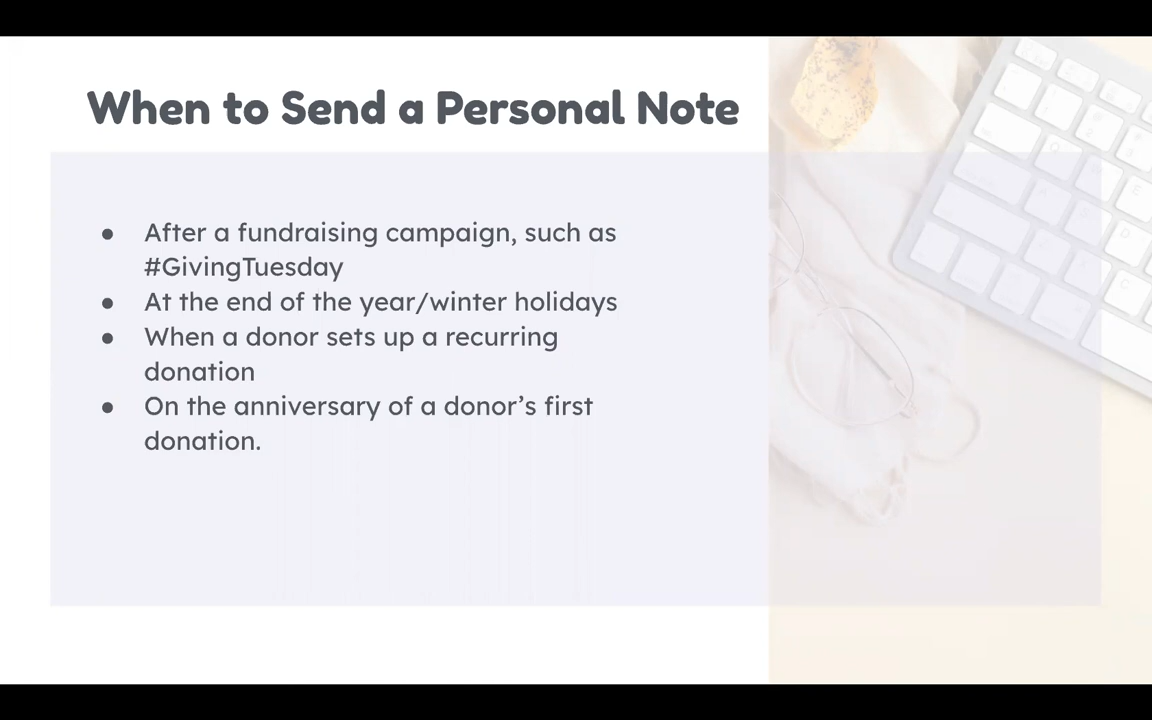 When to Send a Personal Note
● After a fundraising campaign, such as
#GivingTuesday
● At the end of the year/winter holidays
● When a donor sets up a recurring
donation
● On the anniversary of a donor’s first
donation.